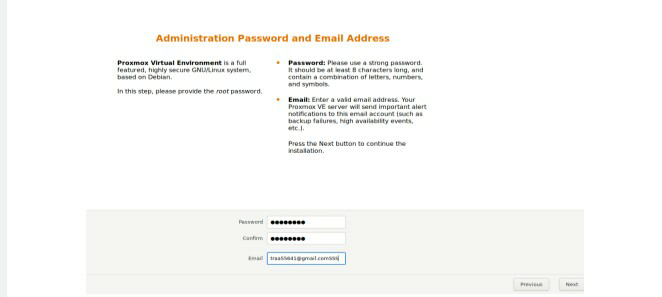 Administration Password and Email Address
Proxmox Virtual Environment is a full
featured, highly secure GNU/Linux system,
based on Debian.
In this step, please provide the root password.
Password: Please use a strong password.
It should be at least 8 characters long, and
contain a combination of letters, numbers,
and symbols.
Email: Enter a valid email address. Your
Proxmox VE server will send important alert
notifications to this email account (such as
backup failures, high availability events,
etc.).
Press the Next button to continue the
installation.
Password ●●●●●●●●
Confirm ●●●●●●●●
Email
Previous Next